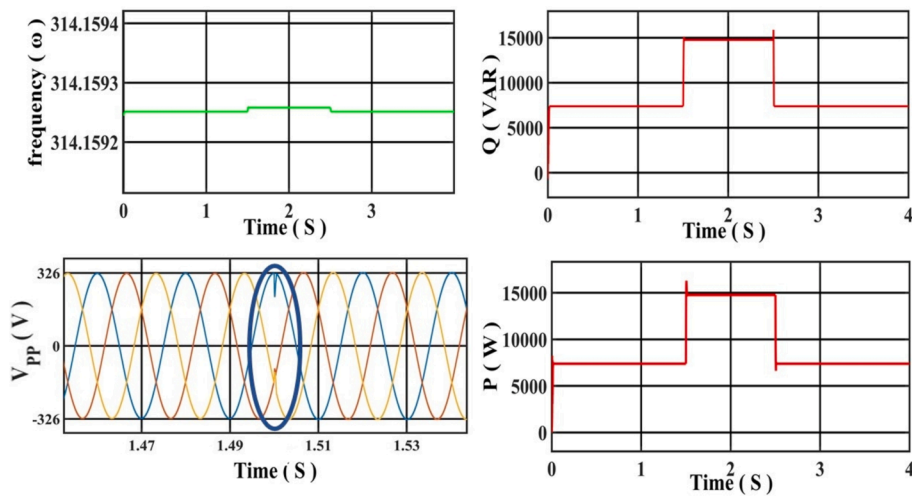 frequency ( ω )
314.1594
314.1593
314.1592
0 1 2 3
Time ( S )
Q ( VAR )
15000
10000
5000
0
0 1 2 3 4
Time ( S )
VPP ( V )
326
0
-326
1.47 1.49 1.51 1.53
Time ( S )
P ( W )
15000
10000
5000
0
0 1 2 3 4
Time ( S )